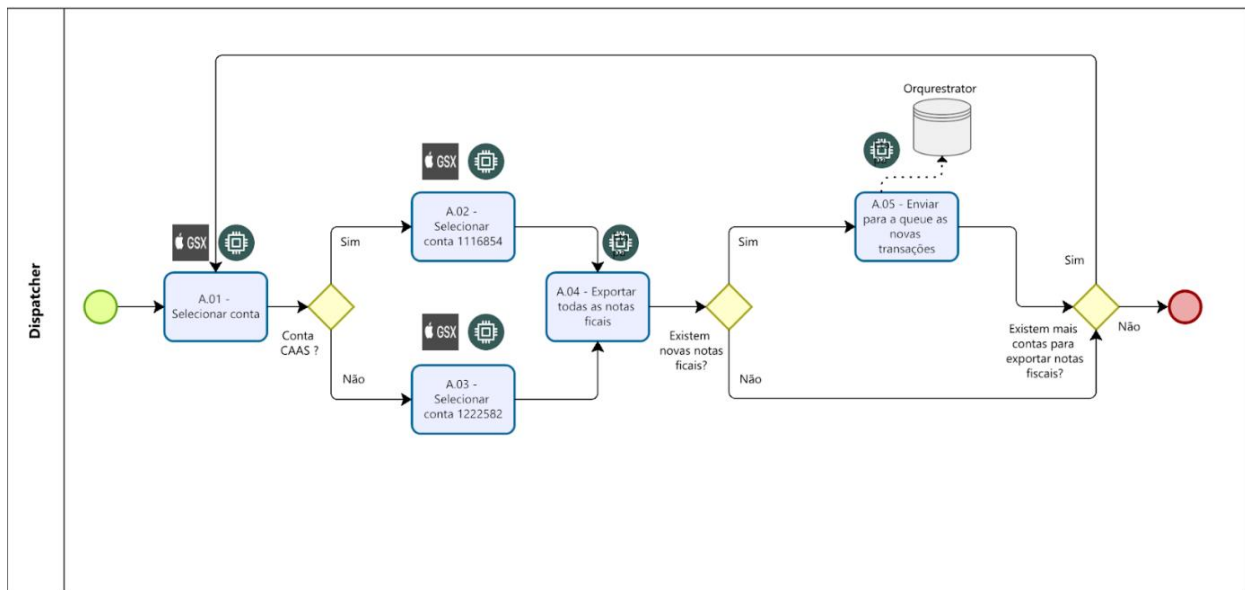 Dispatcher
GSX
A.01 -
Selecionar conta
Conta
CAAS ?
Sim
Não
GSX
A.02 -
Selecionar
conta 1116854
GSX
A.03 -
Selecionar
conta 1222582
A.04 - Exportar
todas as notas
ficais
Existem
novas notas
ficais?
Sim
Não
Orqurestrator
A.05 - Enviar
para a queue as
novas
transações
Existem mais
contas para
exportar notas
fiscais?
Sim
Não